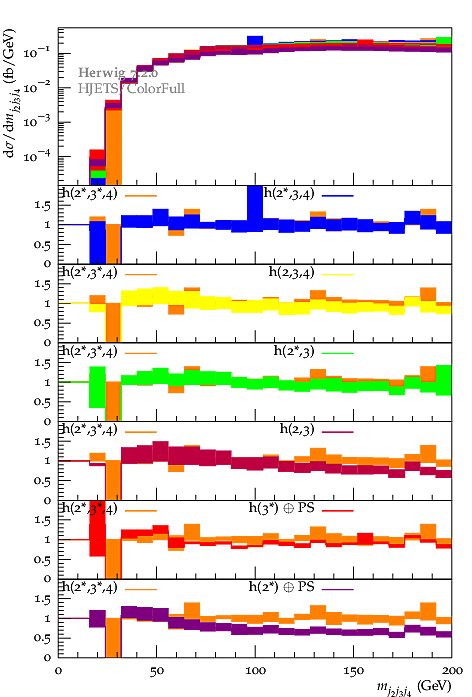 dσ/dm_{j₂j₃j₄} (fb/GeV)
10⁻¹
10⁻²
10⁻³
10⁻⁴
Herwig 7.2.0
HJETS/ColorFull
h(2*,3*,4)
h(2*,3,4)
1.5
1
0.5
0
h(2*,3*,4)
h(2,3,4)
1.5
1
0.5
0
h(2*,3*,4)
h(2*,3)
1.5
1
0.5
0
h(2*,3*,4)
h(2,3)
1.5
1
0.5
0
h(2*,3*,4)
h(3*) ⊕ PS
1.5
1
0.5
0
h(2*,3*,4)
h(2*) ⊕ PS
1.5
1
0.5
0
0 50 100 150 200
m_{j₂j₃j₄} (GeV)